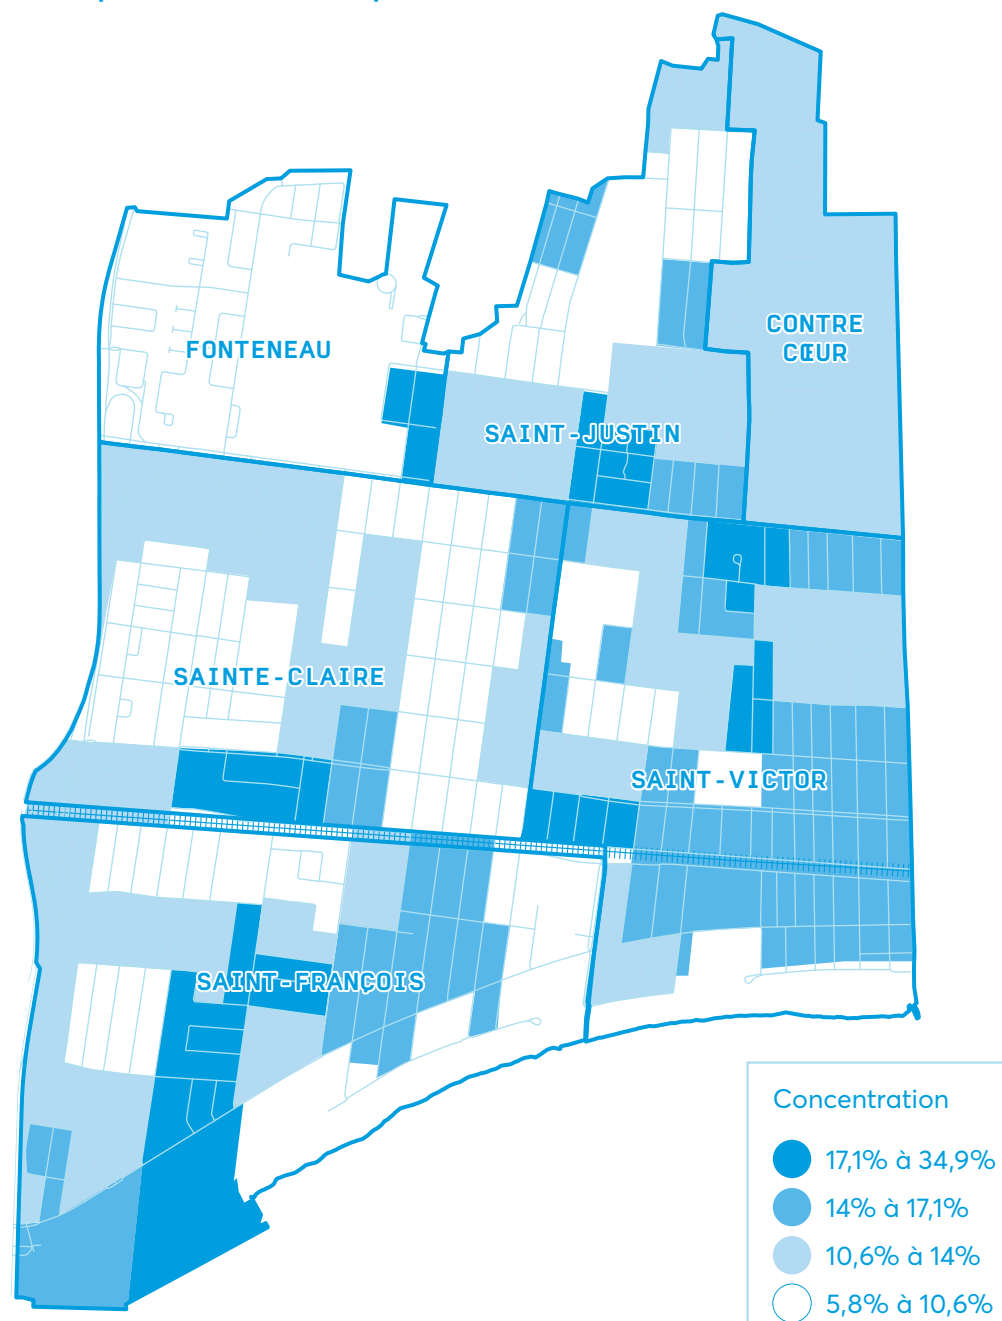 FONTENEAU
CONTRE
CŒUR
SAINT-JUSTIN
SAINTE-CLAIRE
SAINT-VICTOR
SAINT-FRANÇOIS
Concentration
17,1% à 34,9%
14% à 17,1%
10,6% à 14%
5,8% à 10,6%